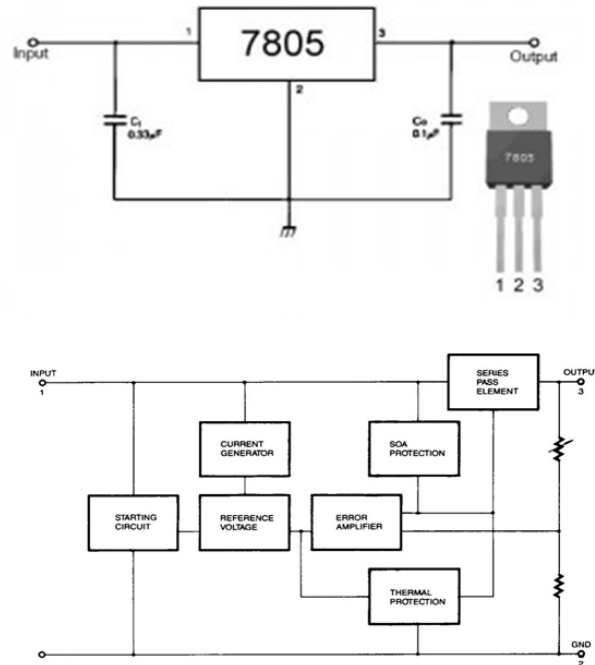 1
7805
3
Input
Output
2
C₁
0.33µF
Co
0.1µF
7805
1 2 3
INPUT
1
SERIES
PASS
ELEMENT
OUTPUT
3
CURRENT
GENERATOR
SOA
PROTECTION
STARTING
CIRCUIT
REFERENCE
VOLTAGE
ERROR
AMPLIFIER
THERMAL
PROTECTION
GND
2